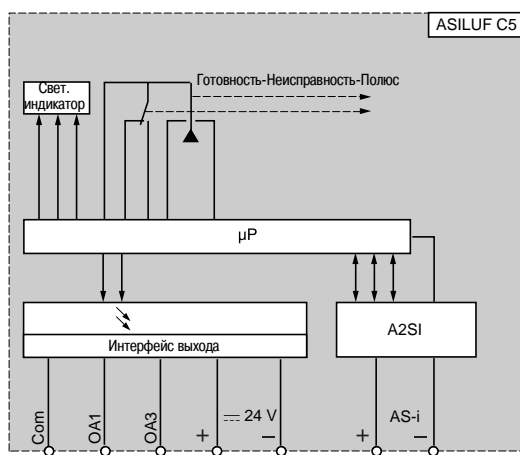 ASILUF C5
Готовность-Неисправность-Полюс
Свет.
индикатор
µP
A2SI
Интерфейс выхода
Com
OA1
OA3
+
24 V
−
+
AS-i
−